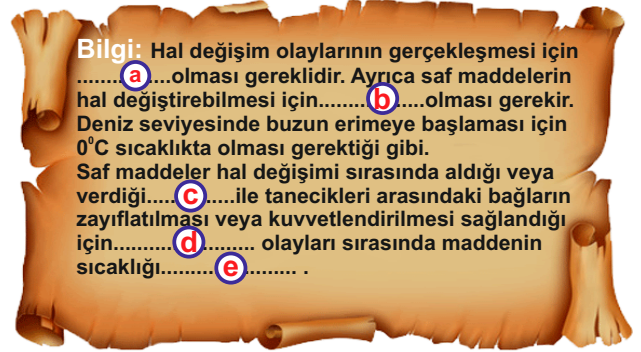 Bilgi: Hal değişim olaylarının gerçekleşmesi için
........a....olması gereklidir. Ayrıca saf maddelerin
hal değiştirebilmesi için........b.....olması gerekir.
Deniz seviyesinde buzun erimeye başlaması için
0⁰C sıcaklıkta olması gerektiği gibi.
Saf maddeler hal değişimi sırasında aldığı veya
verdiği.....c.....ile tanecikleri arasındaki bağların
zayıflatılması veya kuvvetlendirilmesi sağlandığı
için..........d......... olayları sırasında maddenin
sıcaklığı.........e......... .